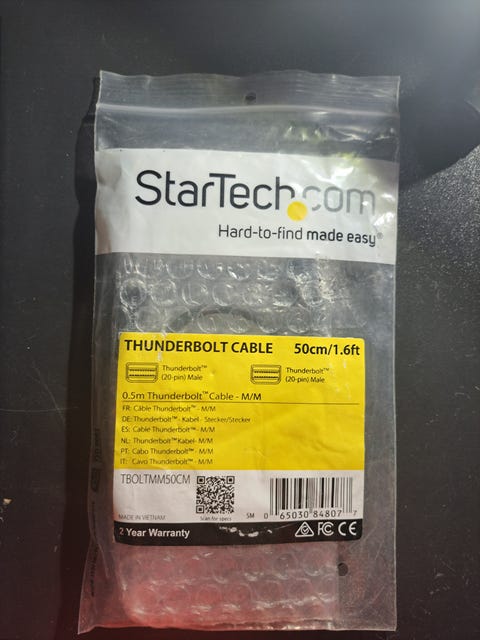 StarTech.com
Hard-to-find made easy®
THUNDERBOLT CABLE 50cm/1.6ft
Thunderbolt™ (20-pin) Male
Thunderbolt™ (20-pin) Male
0.5m Thunderbolt™ Cable - M/M
FR: Câble Thunderbolt™ - M/M
DE: Thunderbolt™ - Kabel - Stecker/Stecker
ES: Cable Thunderbolt™ - M/M
NL: Thunderbolt™ Kabel - M/M
PT: Cabo Thunderbolt™ - M/M
IT: Cavo Thunderbolt™ - M/M
TBOLTMM50CM
MADE IN VIETNAM
Scan for specs
SM
0 65030 84807 7
2 Year Warranty
FC CE